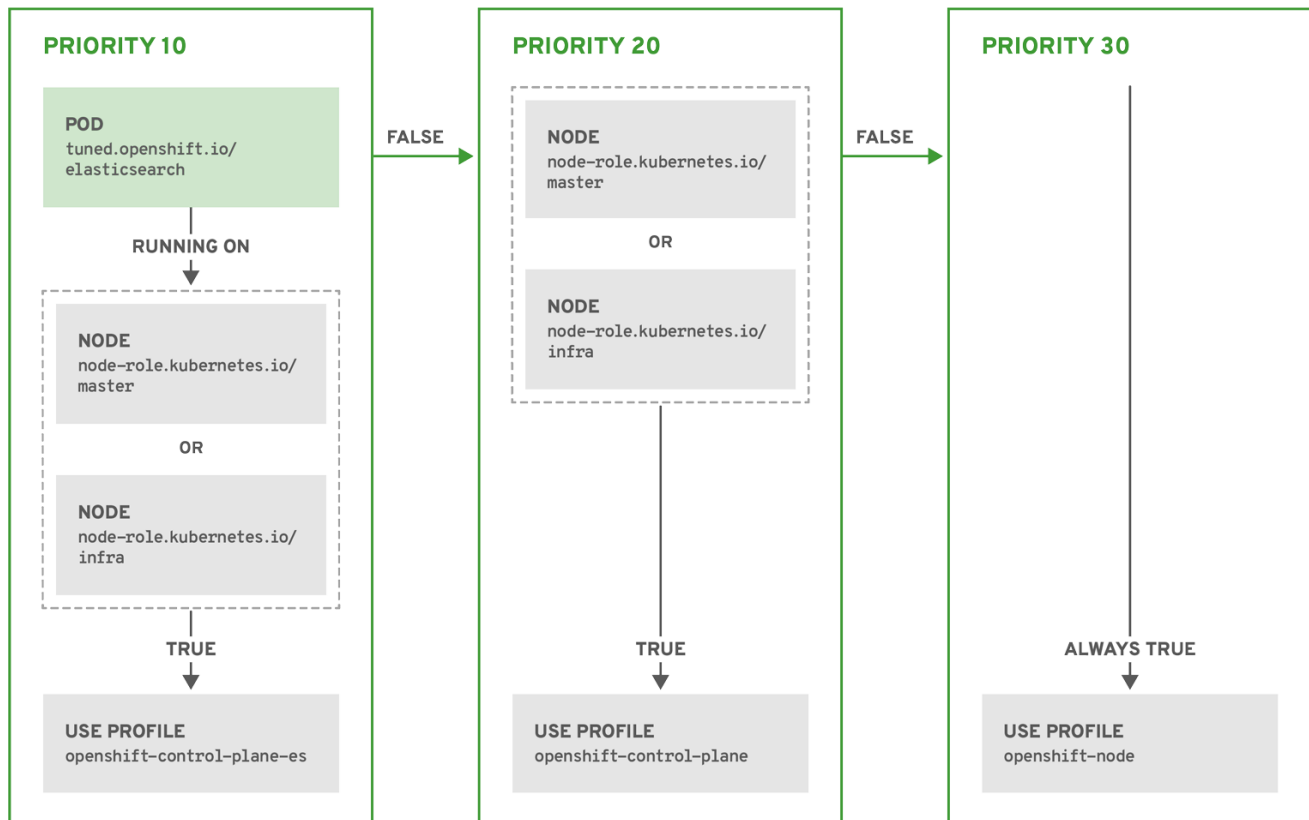 PRIORITY 10
POD
tuned.openshift.io/
elasticsearch
RUNNING ON
NODE
node-role.kubernetes.io/
master
OR
NODE
node-role.kubernetes.io/
infra
TRUE
USE PROFILE
openshift-control-plane-es
FALSE
PRIORITY 20
NODE
node-role.kubernetes.io/
master
OR
NODE
node-role.kubernetes.io/
infra
TRUE
USE PROFILE
openshift-control-plane
FALSE
PRIORITY 30
ALWAYS TRUE
USE PROFILE
openshift-node